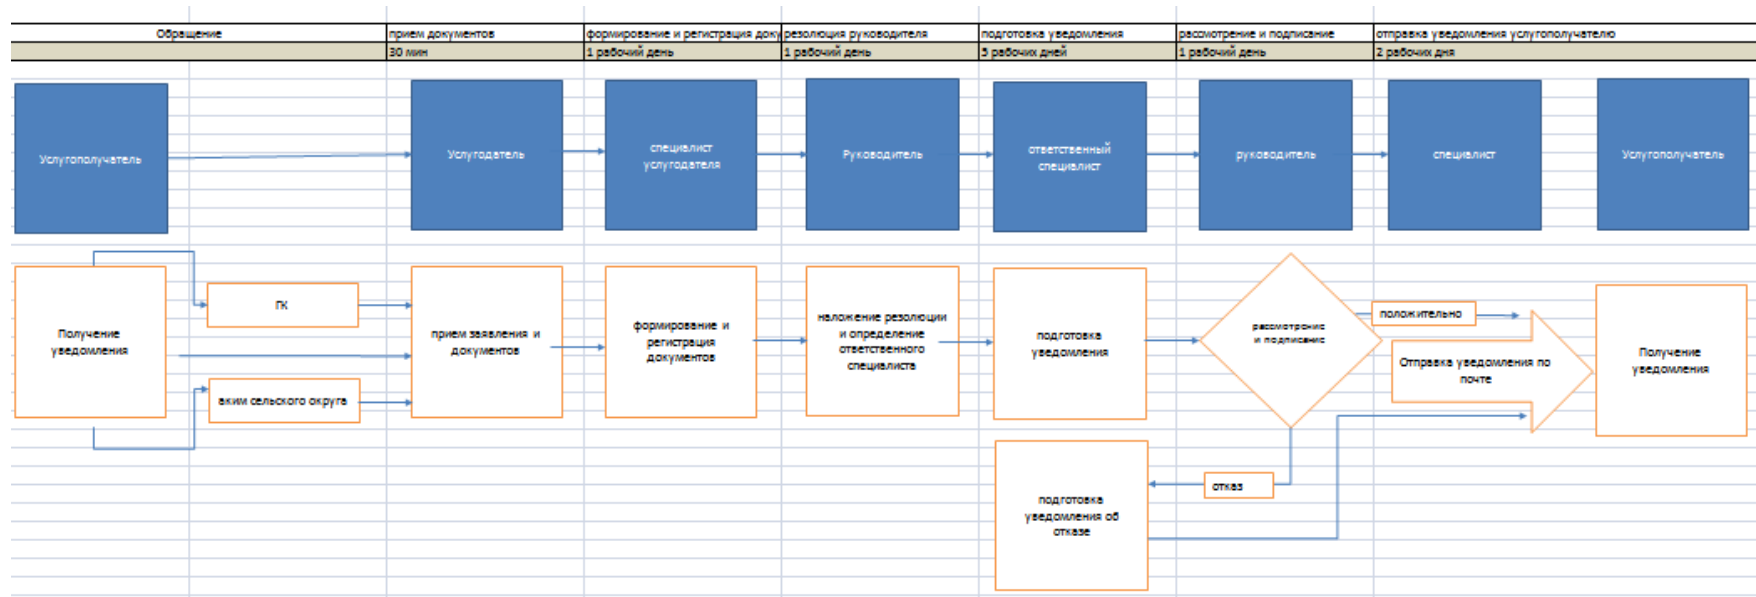 Обращение
прием документов
формирование и регистрация доку
резолюция руководителя
подготовка уведомления
рассмотрение и подписание
отправка уведомления услугополучателю
30 мин
1 рабочий день
1 рабочий день
5 рабочих дней
1 рабочий день
2 рабочих дня
Услугополучатель
Услугодатель
специалист
услугодателя
Руководитель
ответственный
специалист
руководитель
специалист
Услугополучатель
Получение
уведомления
ГК
аким сельского округа
прием заявления и
документов
формирование и
регистрация
документов
наложение резолюции
и определение
ответственного
специалиста
подготовка
уведомления
рассмотрение
и подписание
положительно
Отправка уведомления по
почте
Получение
уведомления
отказ
подготовка
уведомления об
отказе